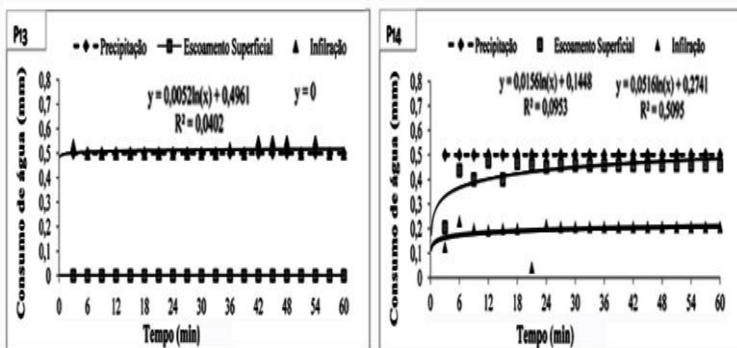 P13
Precipitação Escoamento Superficial Infilração
Consumo de água (mm)
0,8
0,7
0,6
0,5
0,4
0,3
0,2
0,1
0
y = 0,0052ln(x) + 0,4961 y = 0
R² = 0,0402
0 6 12 18 24 30 36 42 48 54 60
Tempo (min)
P14
Precipitação Escoamento Superficial Infilração
Consumo de água (mm)
0,8
0,7
0,6
0,5
0,4
0,3
0,2
0,1
0
y = 0,0156ln(x) + 0,1448 y = 0,0516ln(x) + 0,2741
R² = 0,0953 R² = 0,5095
0 6 12 18 24 30 36 42 48 54 60
Tempo (min)